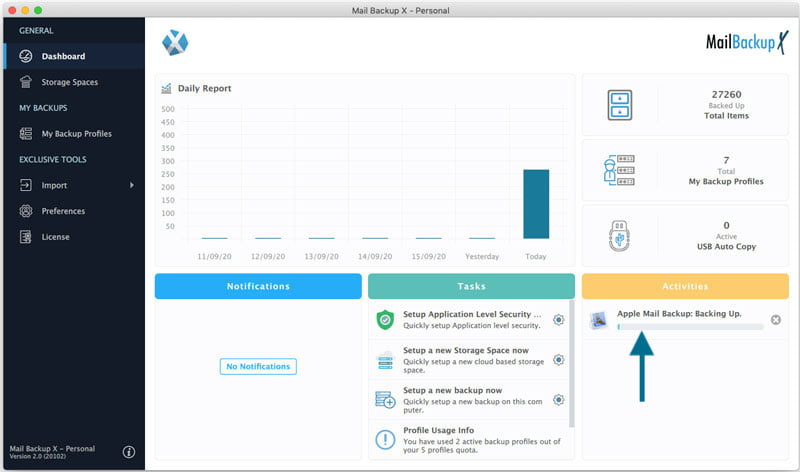 Mail Backup X - Personal
GENERAL
Dashboard
Storage Spaces
MY BACKUPS
My Backup Profiles
EXCLUSIVE TOOLS
Import
Preferences
License
Mail Backup X - Personal
Version 2.0 (20102)
MailBackup X
Daily Report
500
450
400
350
300
250
200
150
100
50
11/09/20
12/09/20
13/09/20
14/09/20
15/09/20
Yesterday
Today
27260
Backed Up
Total Items
7
Total
My Backup Profiles
0
Active
USB Auto Copy
Notifications
No Notifications
Tasks
Setup Application Level Security ...
Quickly setup Application level security.
Setup a new Storage Space now
Quickly setup a new cloud based storage
space.
Setup a new backup now
Quickly setup a new backup on this com
puter.
Profile Usage Info
You have used 2 active backup profiles out of
your 5 profiles quota.
Activities
Apple Mail Backup: Backing Up.